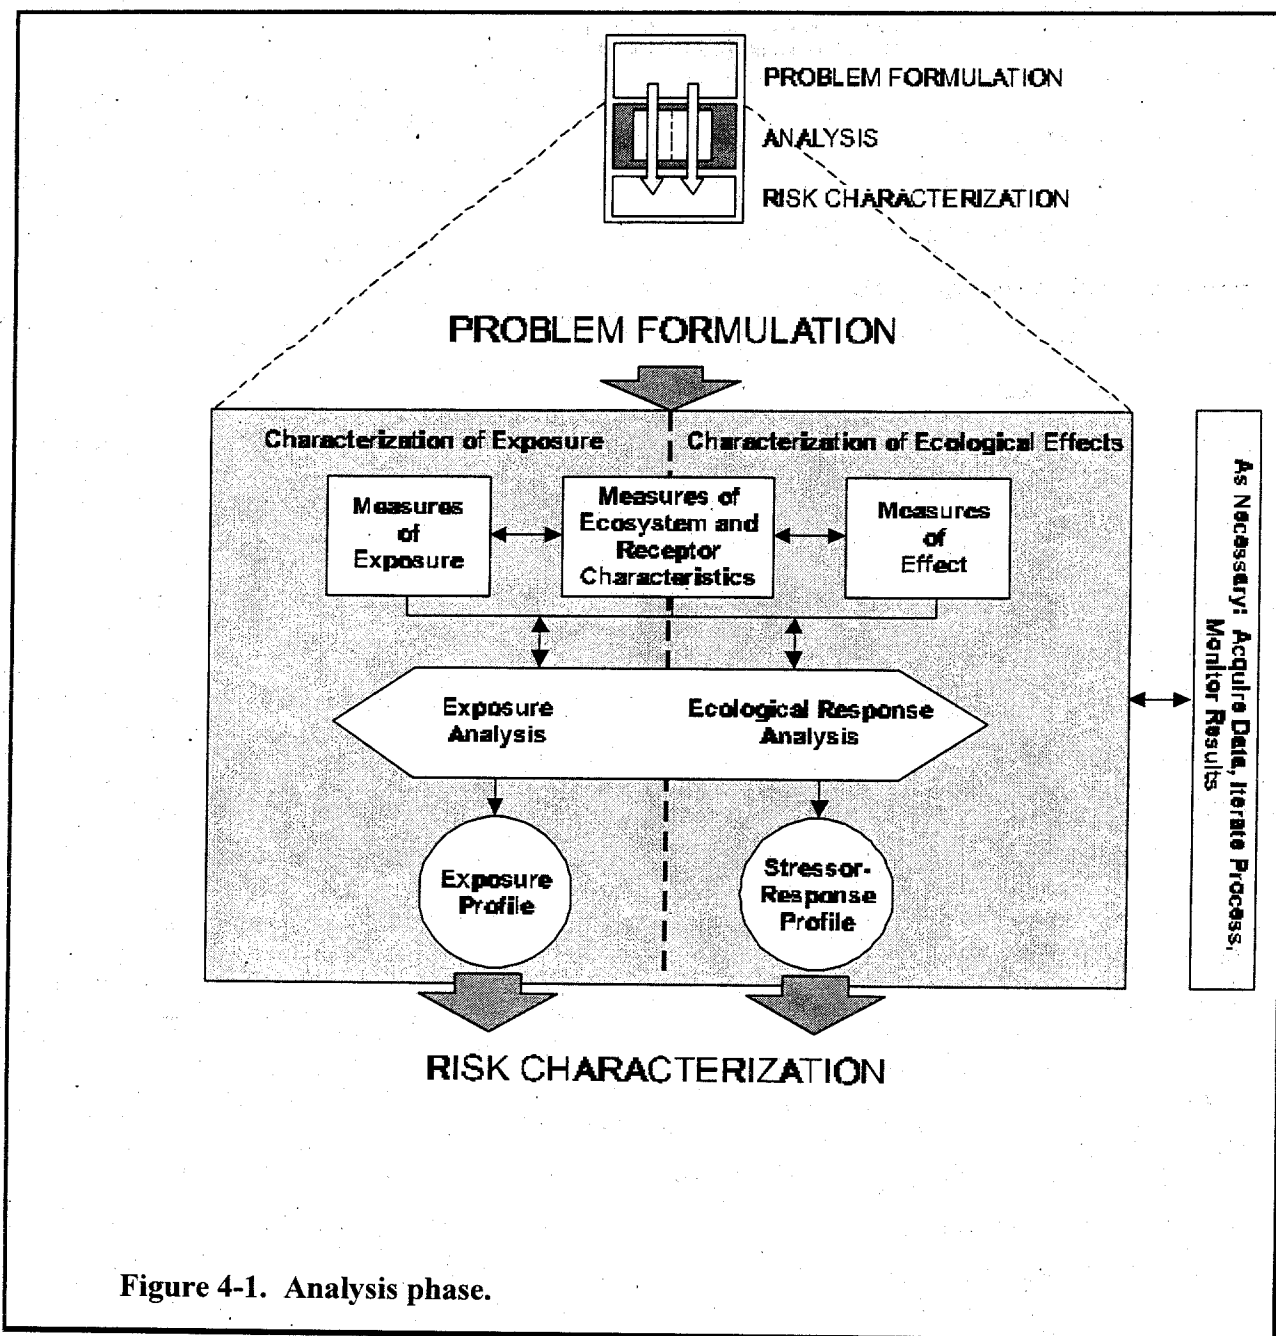 PROBLEM FORMULATION
ANALYSIS
RISK CHARACTERIZATION
PROBLEM FORMULATION
Characterization of Exposure
Characterization of Ecological Effects
Measures
of
Exposure
Measures of
Ecosystem and
Receptor
Characteristics
Measures
of
Effect
Exposure
Analysis
Ecological Response
Analysis
Exposure
Profile
Stressor-
Response
Profile
As Necessary: Acquire Data, Iterate Process,
Monitor Results
RISK CHARACTERIZATION
Figure 4-1. Analysis phase.